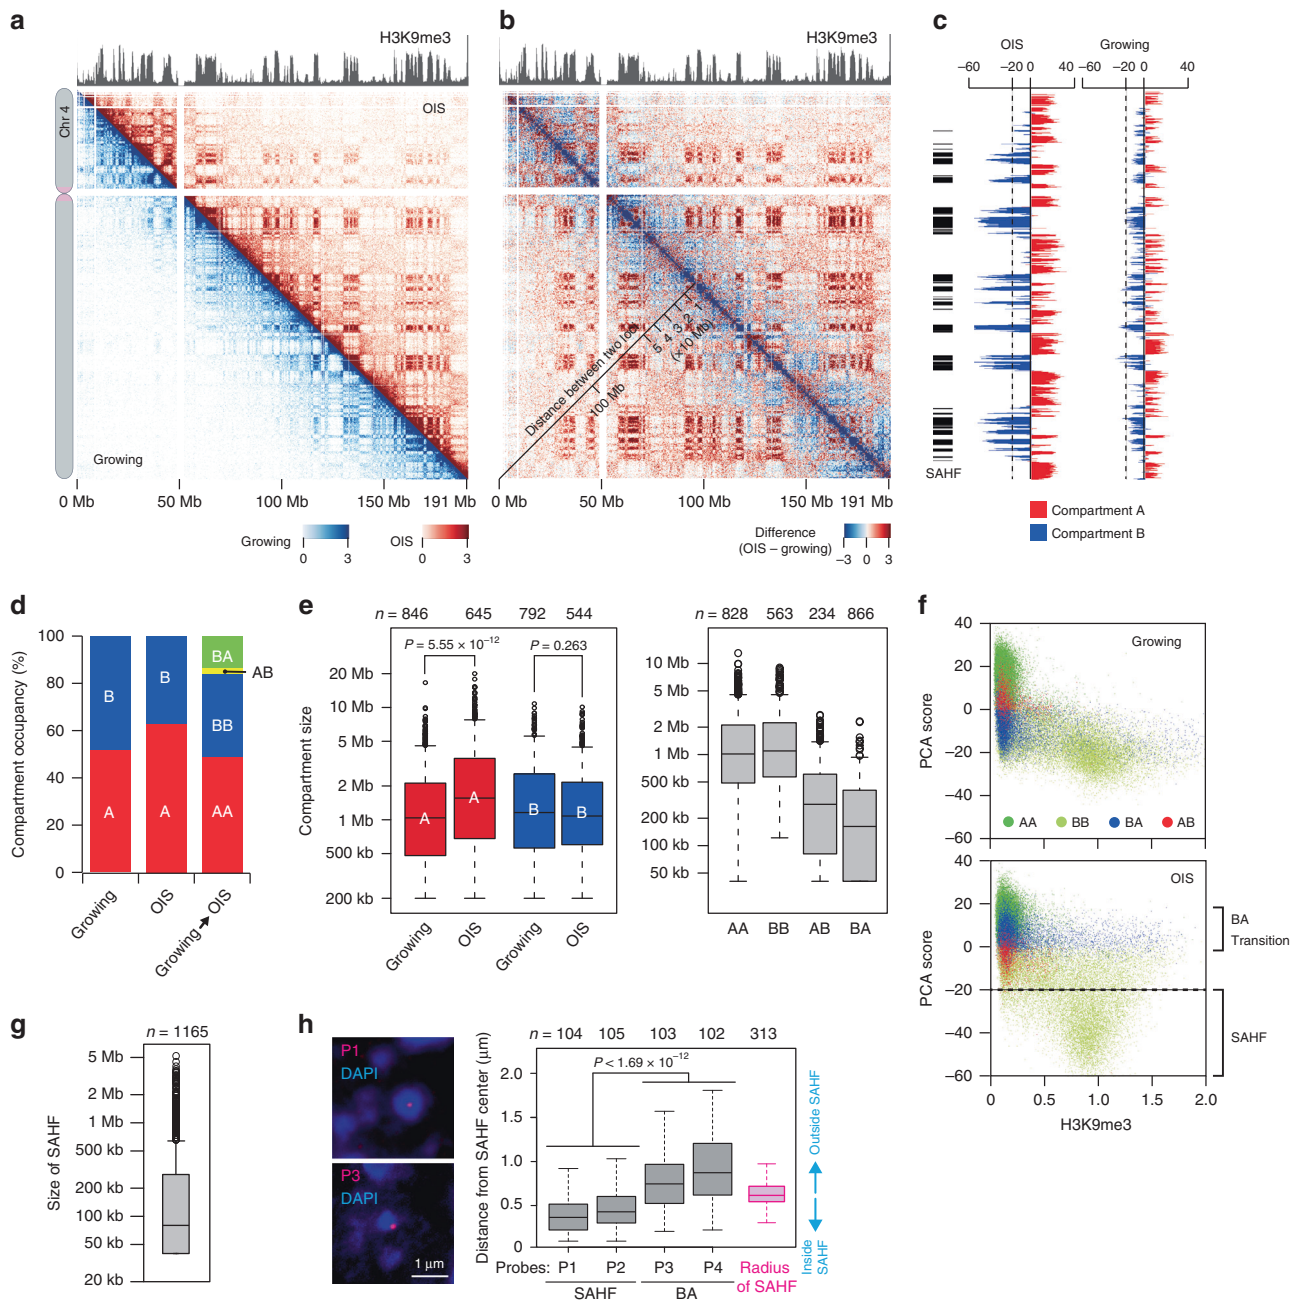 a
H3K9me3
Chr 4
OIS
Growing
0 Mb 50 Mb 100 Mb 150 Mb 191 Mb
Growing 0 3 OIS 0 3
b
H3K9me3
Distance between two loci
1 2 3 4 5
(×10 Mb)
100 Mb
0 Mb 50 Mb 100 Mb 150 Mb 191 Mb
Difference
(OIS – growing)
–3 0 3
c
OIS Growing
–60 –20 0 40 –60 –20 0 40
SAHF
Compartment A
Compartment B
d
Compartment occupancy (%)
100
80
60
40
20
0
B
A
B
A
BA
AB
BB
AA
Growing
OIS
Growing
OIS
e
n = 846 645 792 544
P = 5.55 × 10⁻¹² P = 0.263
Compartment size
20 Mb
10 Mb
5 Mb
2 Mb
1 Mb
500 kb
200 kb
A A B B
Growing OIS Growing OIS
n = 828 563 234 866
10 Mb
5 Mb
2 Mb
1 Mb
500 kb
200 kb
100 kb
50 kb
AA BB AB BA
f
PCA score
40
20
0
–20
–40
–60
Growing
AA BB BA AB
PCA score
40
20
0
–20
–40
–60
OIS
BA
Transition
SAHF
0 0.5 1.0 1.5 2.0
H3K9me3
g
n = 1165
Size of SAHF
5 Mb
2 Mb
1 Mb
500 kb
200 kb
100 kb
50 kb
20 kb
h
P1
DAPI
P3
DAPI
1 μm
n = 104 105 103 102 313
P < 1.69 × 10⁻¹²
Distance from SAHF center (μm)
2.0
1.5
1.0
0.5
0
Probes: P1 P2 P3 P4 Radius
of SAHF
SAHF BA
Outside SAHF
Inside
SAHF